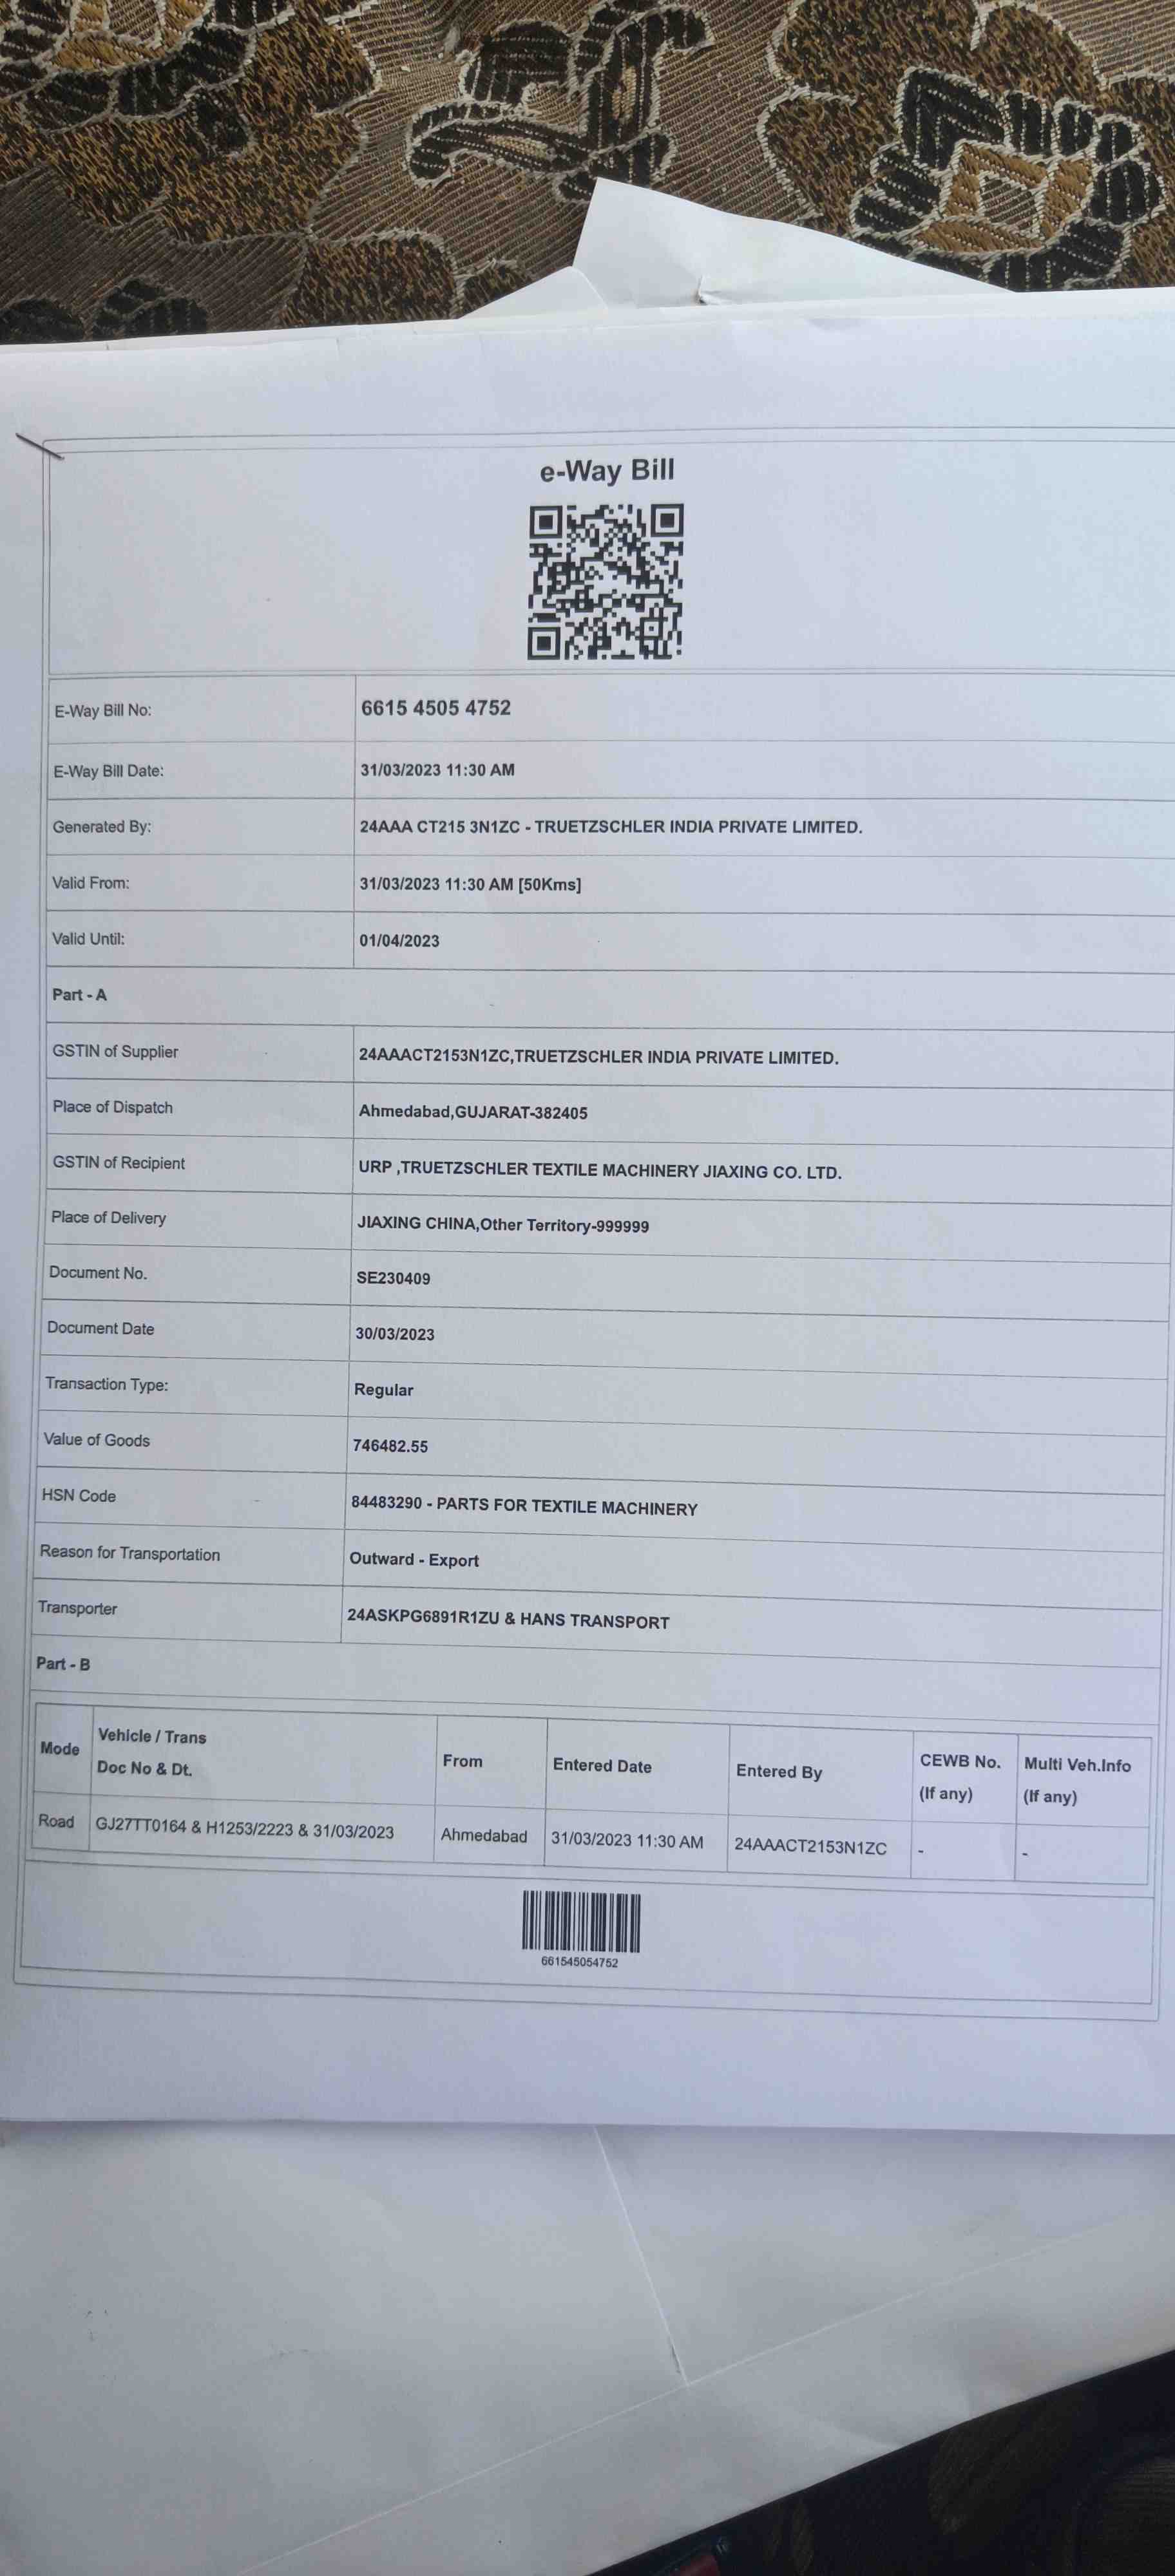 e-Way Bill
E-Way Bill No: 6615 4505 4752
E-Way Bill Date: 31/03/2023 11:30 AM
Generated By: 24AAA CT215 3N1ZC - TRUETZSCHLER INDIA PRIVATE LIMITED.
Valid From: 31/03/2023 11:30 AM [50Kms]
Valid Until: 01/04/2023
Part - A
GSTIN of Supplier 24AAACT2153N1ZC,TRUETZSCHLER INDIA PRIVATE LIMITED.
Place of Dispatch Ahmedabad,GUJARAT-382405
GSTIN of Recipient URP ,TRUETZSCHLER TEXTILE MACHINERY JIAXING CO. LTD.
Place of Delivery JIAXING CHINA,Other Territory-999999
Document No. SE230409
Document Date 30/03/2023
Transaction Type: Regular
Value of Goods 746482.55
HSN Code 84483290 - PARTS FOR TEXTILE MACHINERY
Reason for Transportation Outward - Export
Transporter 24ASKPG6891R1ZU & HANS TRANSPORT
Part - B
Mode Vehicle / Trans Doc No & Dt. From Entered Date Entered By CEWB No. (If any) Multi Veh.Info (If any)
Road GJ27TT0164 & H1253/2223 & 31/03/2023 Ahmedabad 31/03/2023 11:30 AM 24AAACT2153N1ZC - -
661545054752